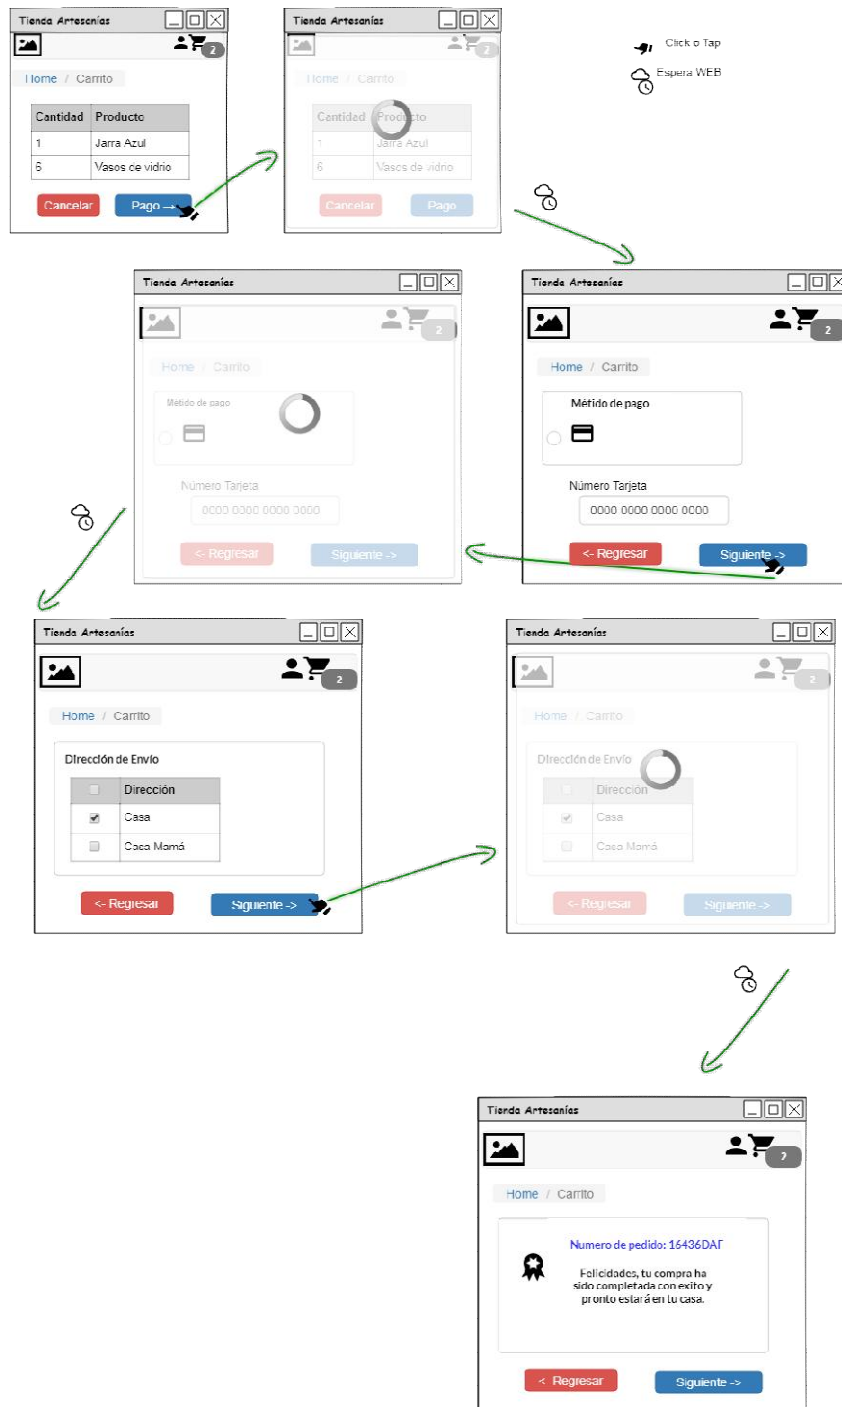 Tienda Artesanías
2
Home / Carrito
Cantidad Producto
1 Jarra Azul
6 Vasos de vidrio
Cancelar Pago →
Tienda Artesanías
2
Home / Carrito
Cantidad Producto
1 Jarra Azul
6 Vasos de vidrio
Cancelar Pago
Click o Tap
Espera WEB
Tienda Artesanías
2
Home / Carrito
Métido de pago
Número Tarjeta
0000 0000 0000 0000
<- Regresar Siguiente ->
Tienda Artesanías
2
Home / Carrito
Métido de pago
Número Tarjeta
0000 0000 0000 0000
<- Regresar Siguiente ->
Tienda Artesanías
2
Home / Carrito
Dirección de Envío
Dirección
Casa
Casa Mamá
<- Regresar Siguiente ->
Tienda Artesanías
2
Home / Carrito
Dirección de Envío
Dirección
Casa
Casa Mamá
<- Regresar Siguiente ->
Tienda Artesanías
2
Home / Carrito
Numero de pedido:
Felicidades, tu compra ha
sido completada con exito y
pronto estará en tu casa.
< Regresar Siguiente ->